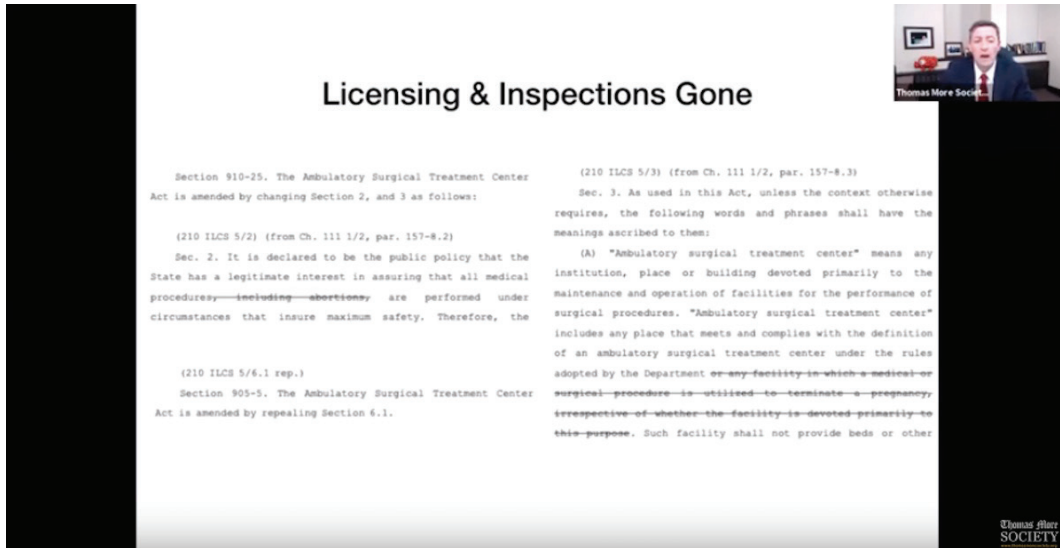 Licensing & Inspections Gone
Thomas More Societ...
Section 910-25. The Ambulatory Surgical Treatment Center
Act is amended by changing Section 2, and 3 as follows:
(210 ILCS 5/2) (from Ch. 111 1/2, par. 157-8.2)
Sec. 2. It is declared to be the public policy that the
State has a legitimate interest in assuring that all medical
procedures, including abortions, are performed under
circumstances that insure maximum safety. Therefore, the
(210 ILCS 5/6.1 rep.)
Section 905-5. The Ambulatory Surgical Treatment Center
Act is amended by repealing Section 6.1.
(210 ILCS 5/3) (from Ch. 111 1/2, par. 157-8.3)
Sec. 3. As used in this Act, unless the context otherwise
requires, the following words and phrases shall have the
meanings ascribed to them:
(A) "Ambulatory surgical treatment center" means any
institution, place or building devoted primarily to the
maintenance and operation of facilities for the performance of
surgical procedures. "Ambulatory surgical treatment center"
includes any place that meets and complies with the definition
of an ambulatory surgical treatment center under the rules
adopted by the Department or any facility in which a medical or
surgical procedure is utilized to terminate a pregnancy,
irrespective of whether the facility is devoted primarily to
this purpose. Such facility shall not provide beds or other
Thomas More
SOCIETY